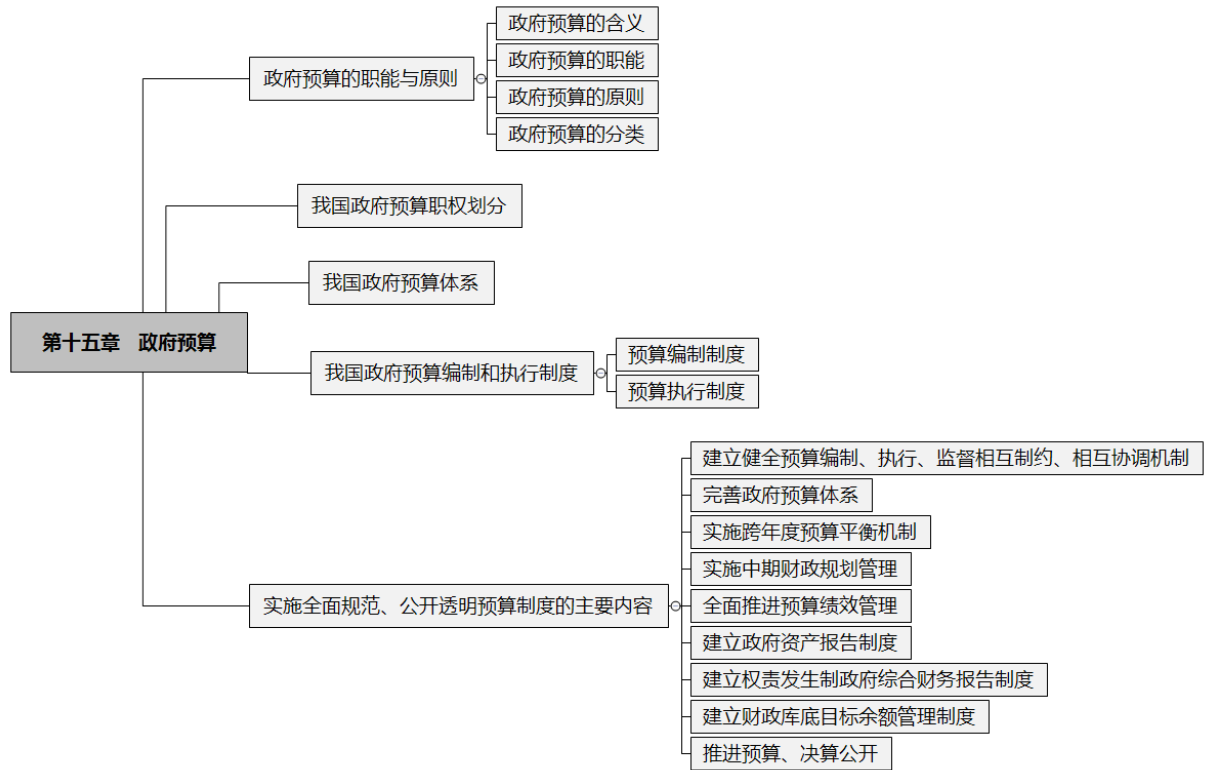 第十五章　政府预算
政府预算的职能与原则
政府预算的含义
政府预算的职能
政府预算的原则
政府预算的分类
我国政府预算职权划分
我国政府预算体系
我国政府预算编制和执行制度
预算编制制度
预算执行制度
实施全面规范、公开透明预算制度的主要内容
建立健全预算编制、执行、监督相互制约、相互协调机制
完善政府预算体系
实施跨年度预算平衡机制
实施中期财政规划管理
全面推进预算绩效管理
建立政府资产报告制度
建立权责发生制政府综合财务报告制度
建立财政库底目标余额管理制度
推进预算、决算公开